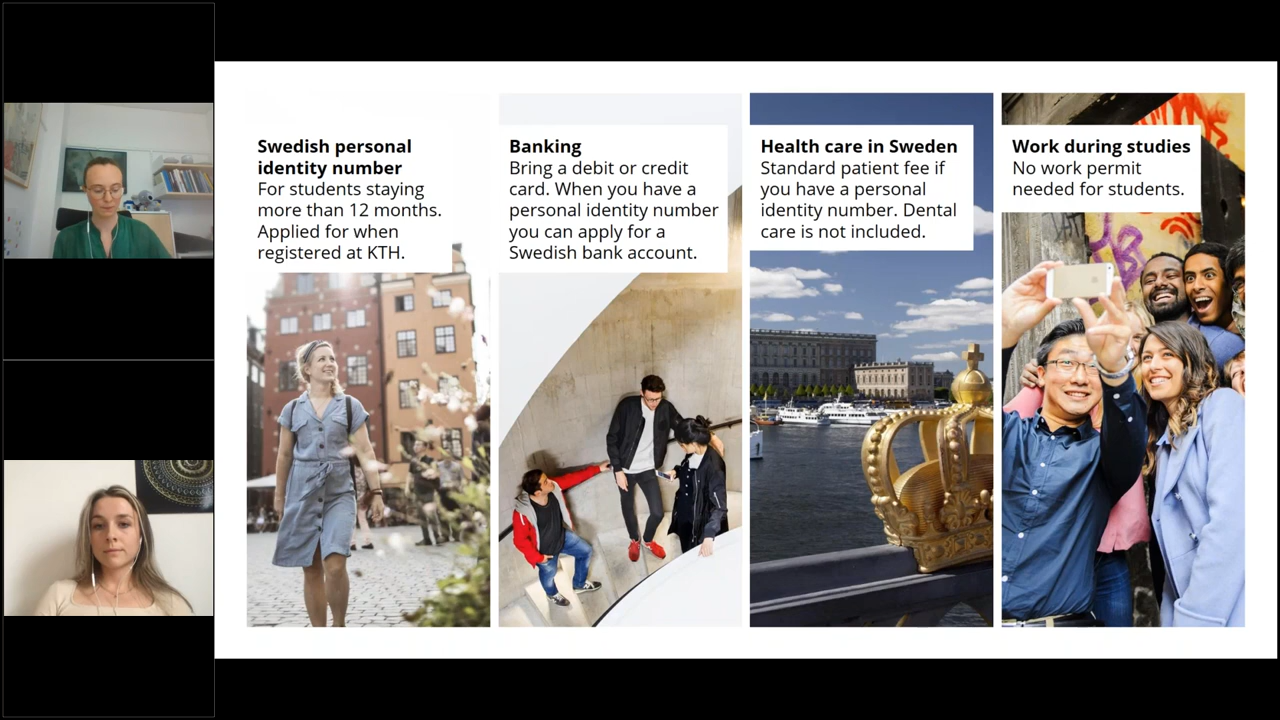 Swedish personal
identity number
For students staying
more than 12 months.
Applied for when
registered at KTH.
Banking
Bring a debit or credit
card. When you have a
personal identity number
you can apply for a
Swedish bank account.
Health care in Sweden
Standard patient fee if
you have a personal
identity number. Dental
care is not included.
Work during studies
No work permit
needed for students.